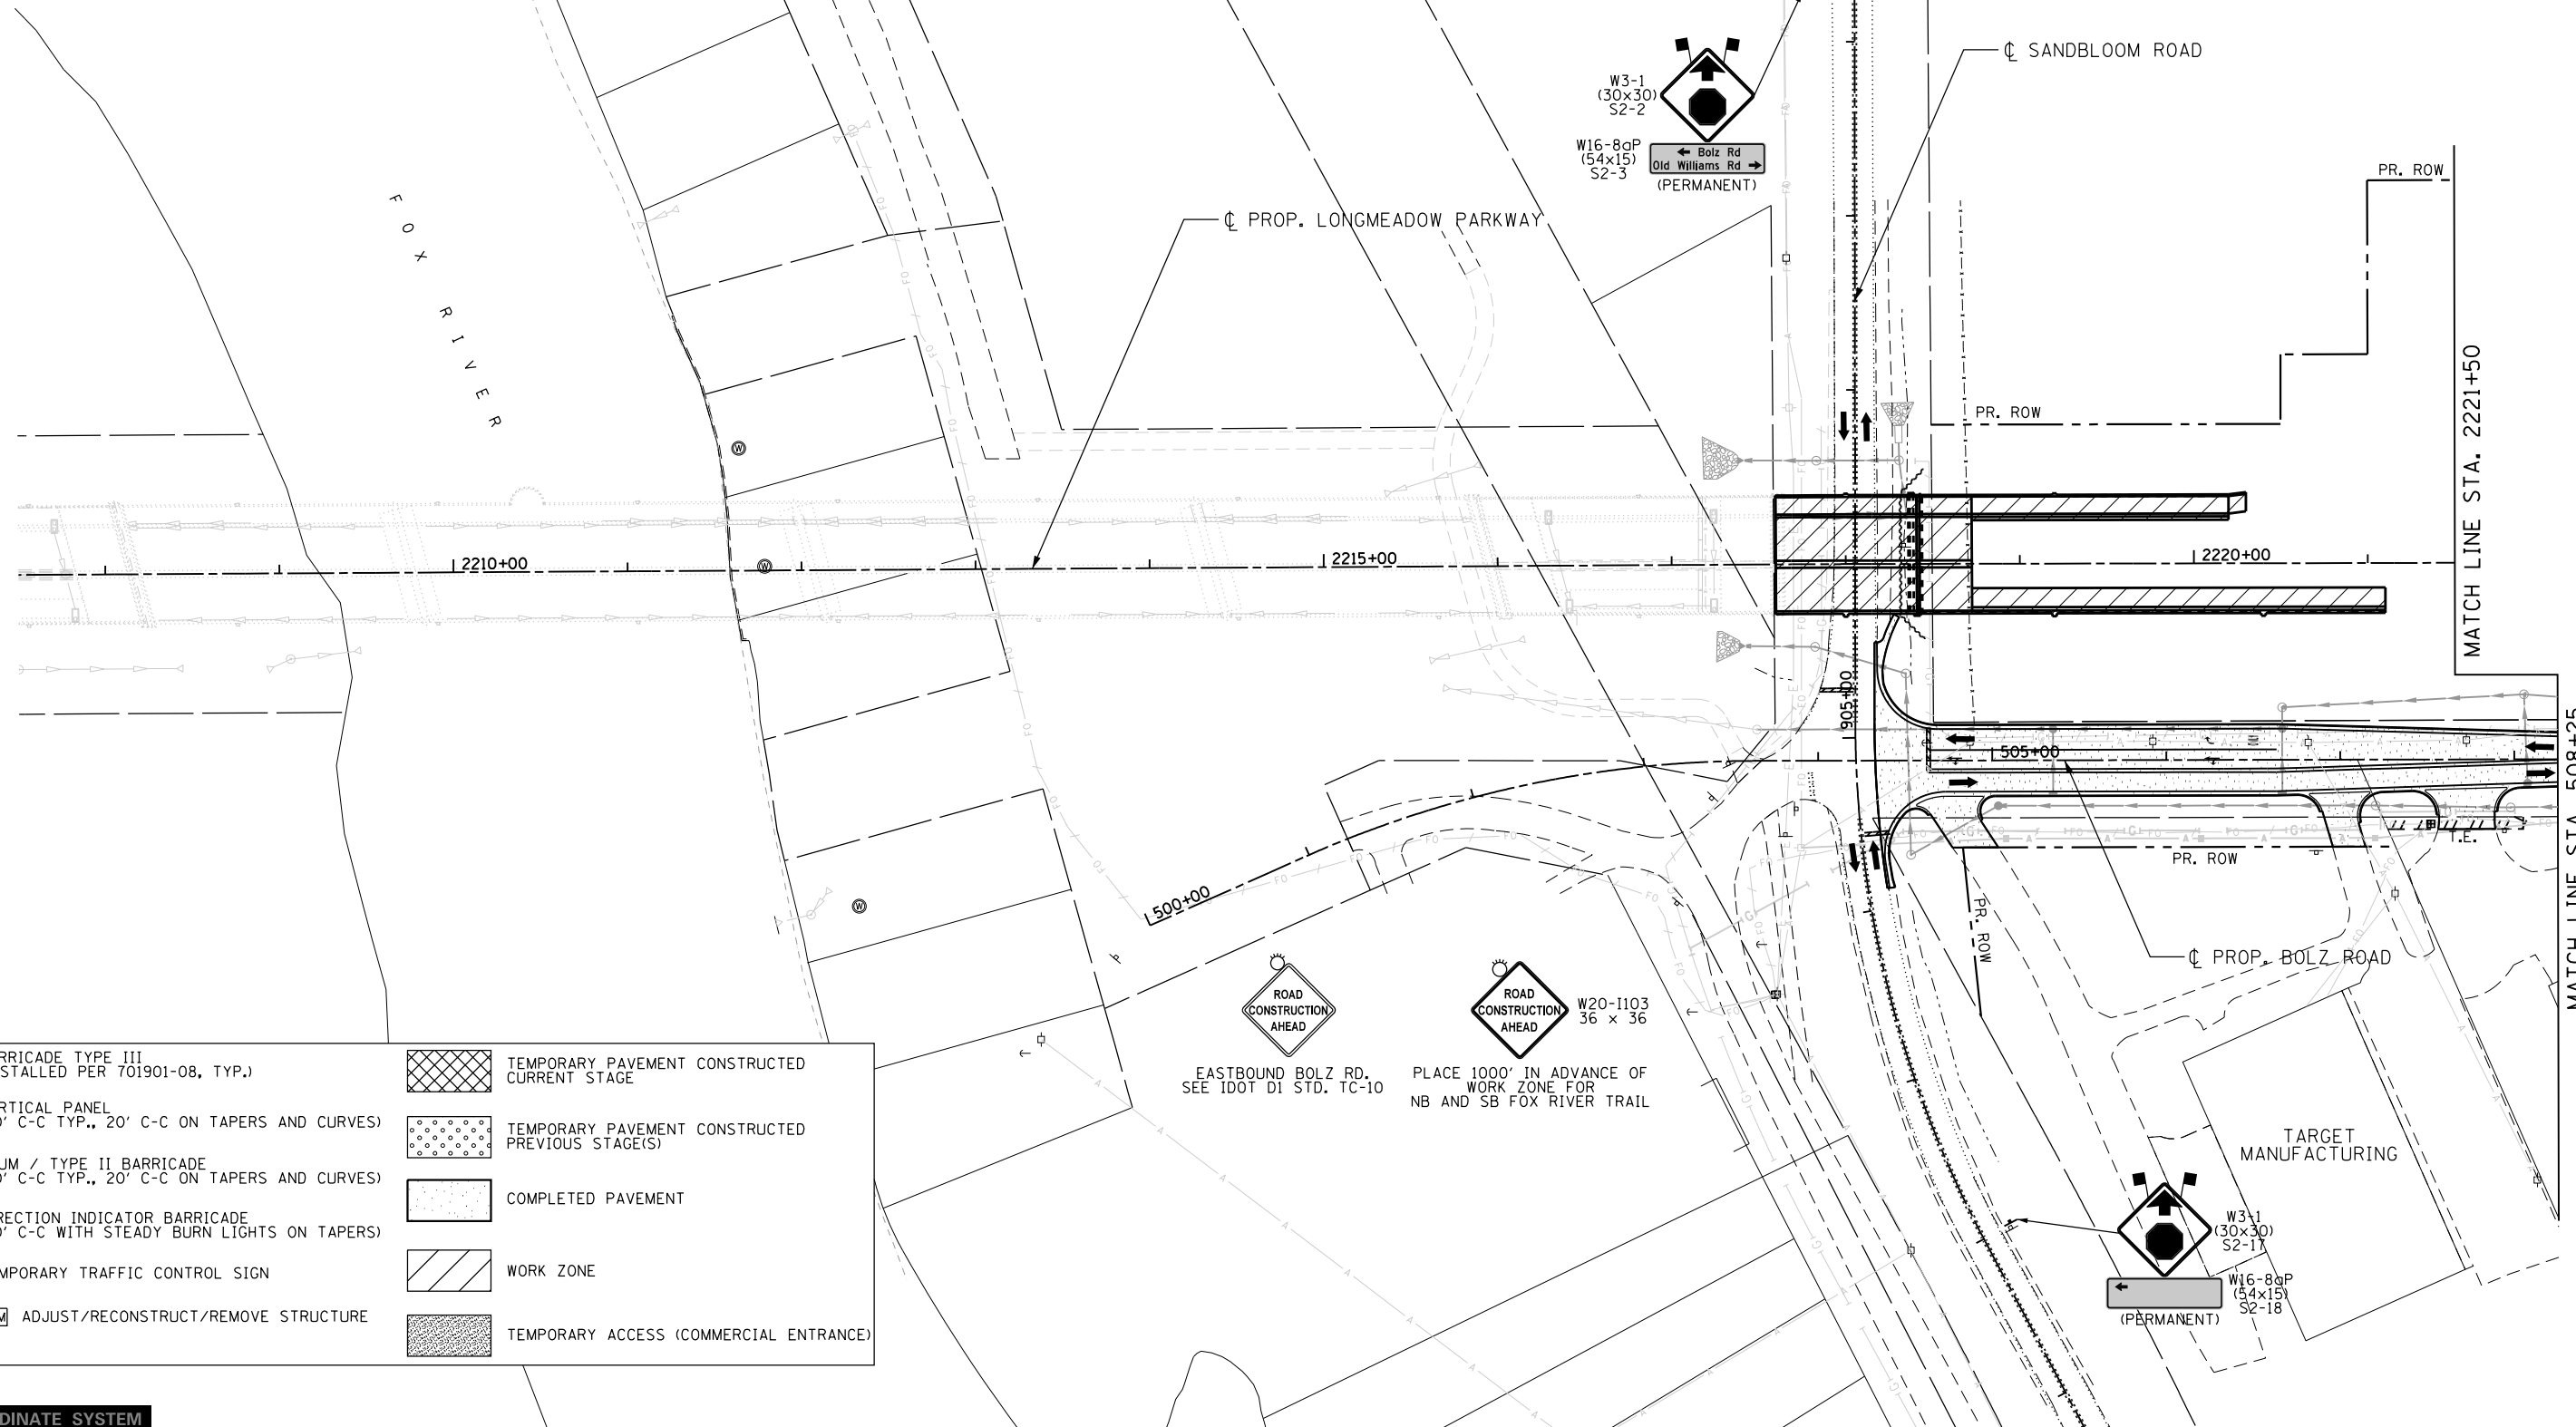 ℄ SANDBLOOM ROAD
W3-1
(30x30)
S2-2
W16-8aP
(54x15)
S2-3
← Bolz Rd
Old Williams Rd →
(PERMANENT)
PR. ROW
℄ PROP. LONGMEADOW PARKWAY
FOX RIVER
PR. ROW
MATCH LINE STA. 2221+50
2210+00
2215+00
2220+00
905+00
505+00
MATCH LINE STA. 508+25
T.E.
PR. ROW
500+00
PR. ROW
℄ PROP. BOLZ ROAD
ROAD
CONSTRUCTION
AHEAD
EASTBOUND BOLZ RD.
SEE IDOT D1 STD. TC-10
ROAD
CONSTRUCTION
AHEAD
W20-I103
36 x 36
PLACE 1000' IN ADVANCE OF
WORK ZONE FOR
NB AND SB FOX RIVER TRAIL
TARGET
MANUFACTURING
W3-1
(30x30)
S2-17
W16-8aP
(54x15)
S2-18
←
(PERMANENT)
RRICADE TYPE III
STALLED PER 701901-08, TYP.)
RTICAL PANEL
0' C-C TYP., 20' C-C ON TAPERS AND CURVES)
UM / TYPE II BARRICADE
0' C-C TYP., 20' C-C ON TAPERS AND CURVES)
RECTION INDICATOR BARRICADE
0' C-C WITH STEADY BURN LIGHTS ON TAPERS)
MPORARY TRAFFIC CONTROL SIGN
M ADJUST/RECONSTRUCT/REMOVE STRUCTURE
TEMPORARY PAVEMENT CONSTRUCTED
CURRENT STAGE
TEMPORARY PAVEMENT CONSTRUCTED
PREVIOUS STAGE(S)
COMPLETED PAVEMENT
WORK ZONE
TEMPORARY ACCESS (COMMERCIAL ENTRANCE)
DINATE SYSTEM